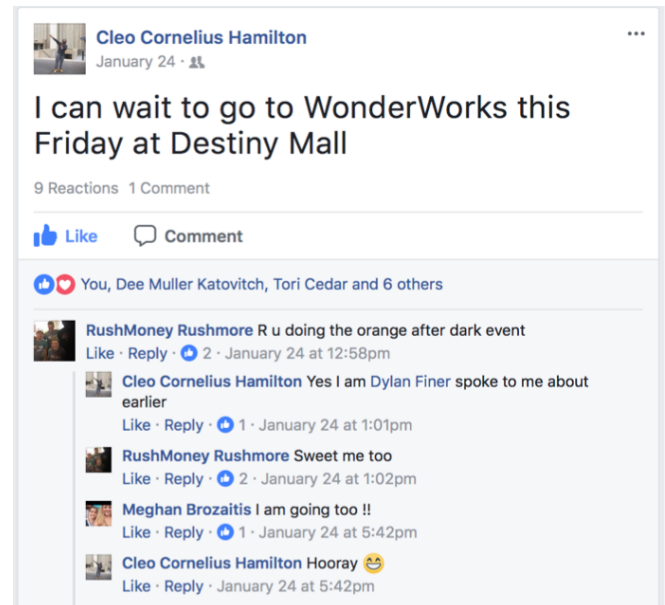 Cleo Cornelius Hamilton
January 24 ·
I can wait to go to WonderWorks this
Friday at Destiny Mall
9 Reactions 1 Comment
Like Comment
You, Dee Muller Katovitch, Tori Cedar and 6 others
RushMoney Rushmore R u doing the orange after dark event
Like · Reply · 2 · January 24 at 12:58pm
Cleo Cornelius Hamilton Yes I am Dylan Finer spoke to me about
earlier
Like · Reply · 1 · January 24 at 1:01pm
RushMoney Rushmore Sweet me too
Like · Reply · 2 · January 24 at 1:02pm
Meghan Brozaitis I am going too !!
Like · Reply · 1 · January 24 at 5:42pm
Cleo Cornelius Hamilton Hooray 😁
Like · Reply · January 24 at 5:42pm